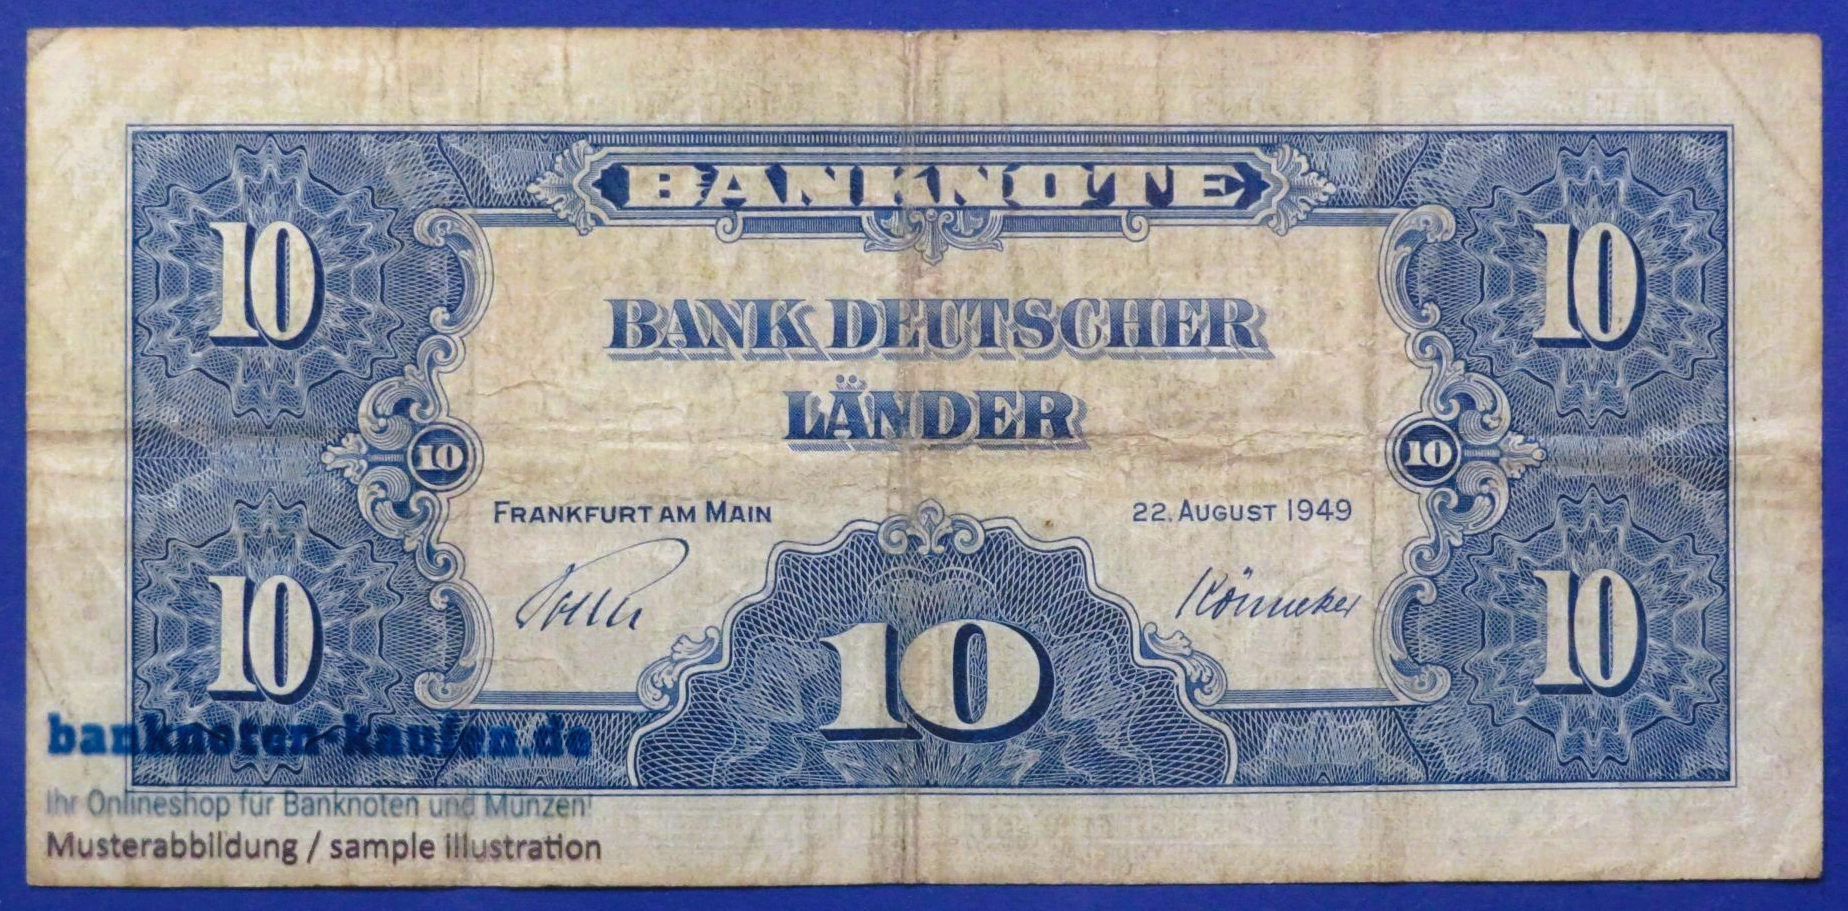 BANKNOTE
10 10
BANK DEUTSCHER
LÄNDER
10 10
FRANKFURT AM MAIN 22. AUGUST 1949
Könneker
10 10 10
banknoten-kaufen.de
Ihr Onlineshop für Banknoten und Münzen!
Musterabbildung / sample illustration